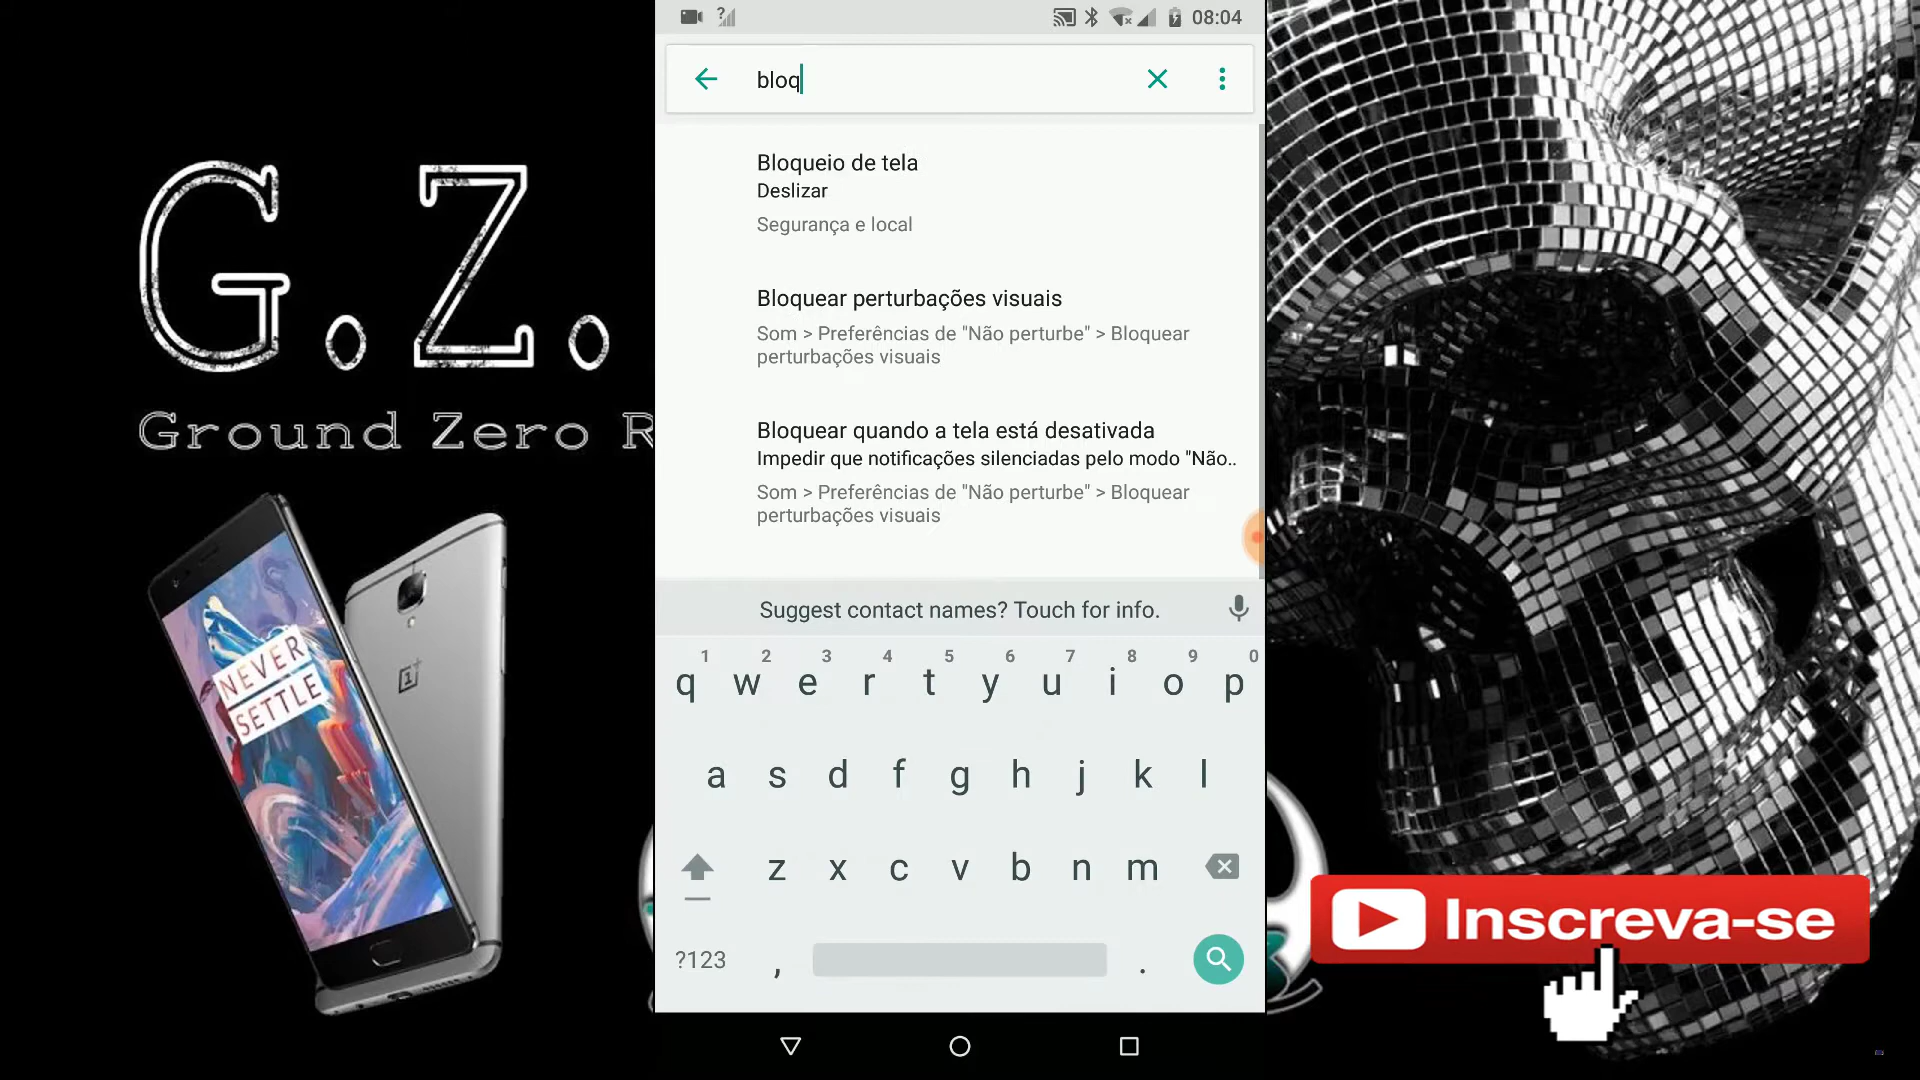 ?
08:04
bloq
Bloqueio de tela
Deslizar
Segurança e local
Bloquear perturbações visuais
Som > Preferências de "Não perturbe" > Bloquear
perturbações visuais
Bloquear quando a tela está desativada
Impedir que notificações silenciadas pelo modo "Não..
Som > Preferências de "Não perturbe" > Bloquear
perturbações visuais
Suggest contact names? Touch for info.
1 2 3 4 5 6 7 8 9 0
q w e r t y u i o p
a s d f g h j k l
z x c v b n m
?123 , .
G.Z.
Ground Zero R
NEVER
SETTLE
1+
Inscreva-se